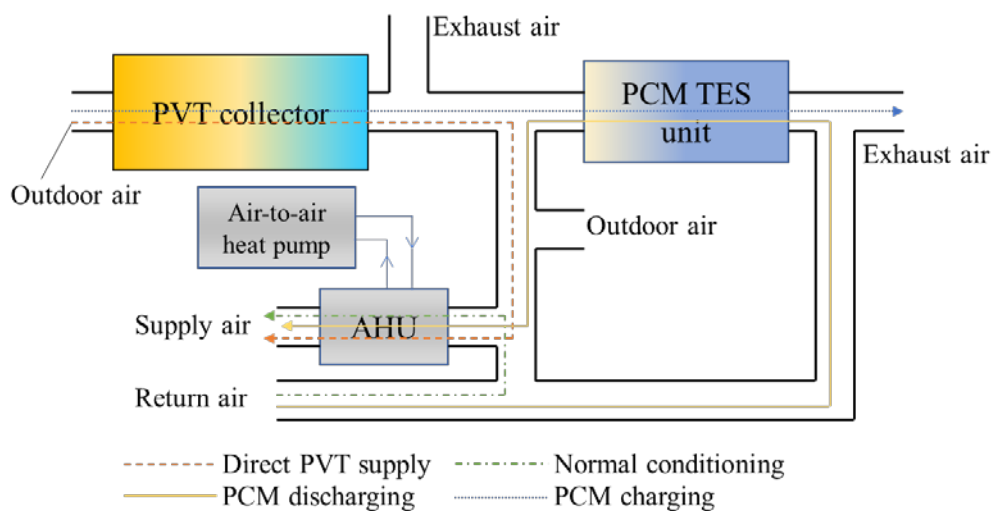 Exhaust air
PVT collector
PCM TES
unit
Exhaust air
Outdoor air
Air-to-air
heat pump
Outdoor air
Supply air
AHU
Return air
Direct PVT supply
Normal conditioning
PCM discharging
PCM charging